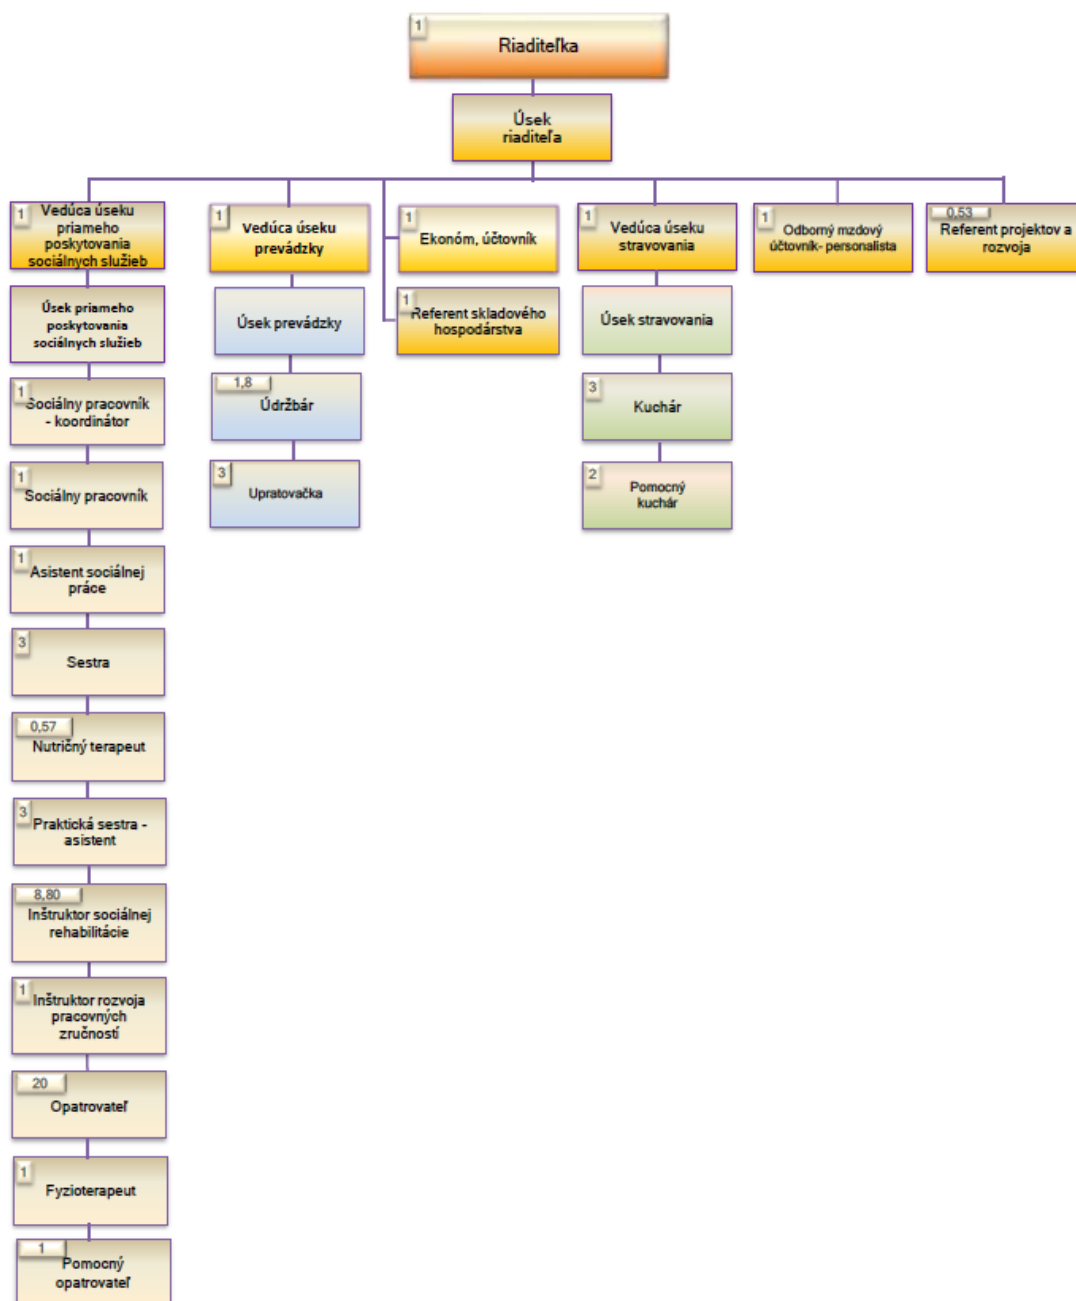 1
Riaditeľka
Úsek
riaditeľa
1
Vedúca úseku
priameho
poskytovania
sociálnych služieb
Úsek priameho
poskytovania
sociálnych služieb
1
Sociálny pracovník
- koordinátor
1
Sociálny pracovník
1
Asistent sociálnej
práce
3
Sestra
0,57
Nutričný terapeut
3
Praktická sestra -
asistent
8,80
Inštruktor sociálnej
rehabilitácie
1
Inštruktor rozvoja
pracovných
zručností
20
Opatrovateľ
1
Fyzioterapeut
1
Pomocný
opatrovateľ
1
Vedúca úseku
prevádzky
Úsek prevádzky
1,8
Údržbár
3
Upratovačka
1
Ekonóm, účtovník
1
Referent skladového
hospodárstva
1
Vedúca úseku
stravovania
Úsek stravovania
3
Kuchár
2
Pomocný
kuchár
1
Odborný mzdový
účtovník- personalista
0,53
Referent projektov a
rozvoja